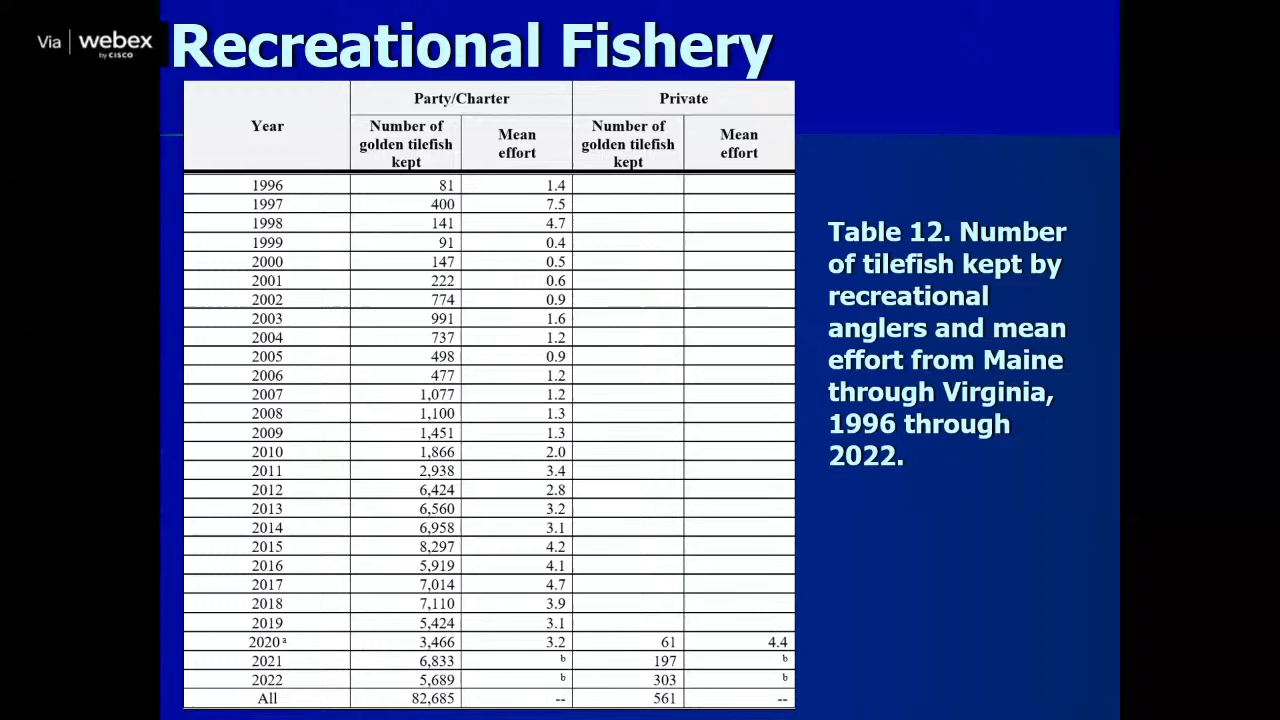 Via | webex
by CISCO
Recreational Fishery
Party/Charter Private
Year
Number of golden tilefish kept Mean effort Number of golden tilefish kept Mean effort
1996 81 1.4
1997 400 7.5
1998 141 4.7
1999 91 0.4
2000 147 0.5
2001 222 0.6
2002 774 0.9
2003 991 1.6
2004 737 1.2
2005 498 0.9
2006 477 1.2
2007 1,077 1.2
2008 1,100 1.3
2009 1,451 1.3
2010 1,866 2.0
2011 2,938 3.4
2012 6,424 2.8
2013 6,560 3.2
2014 6,958 3.1
2015 8,297 4.2
2016 5,919 4.1
2017 7,014 4.7
2018 7,110 3.9
2019 5,424 3.1
2020 a 3,466 3.2 61 4.4
2021 6,833 b 197 b
2022 5,689 b 303 b
All 82,685 -- 561 --
Table 12. Number
of tilefish kept by
recreational
anglers and mean
effort from Maine
through Virginia,
1996 through
2022.